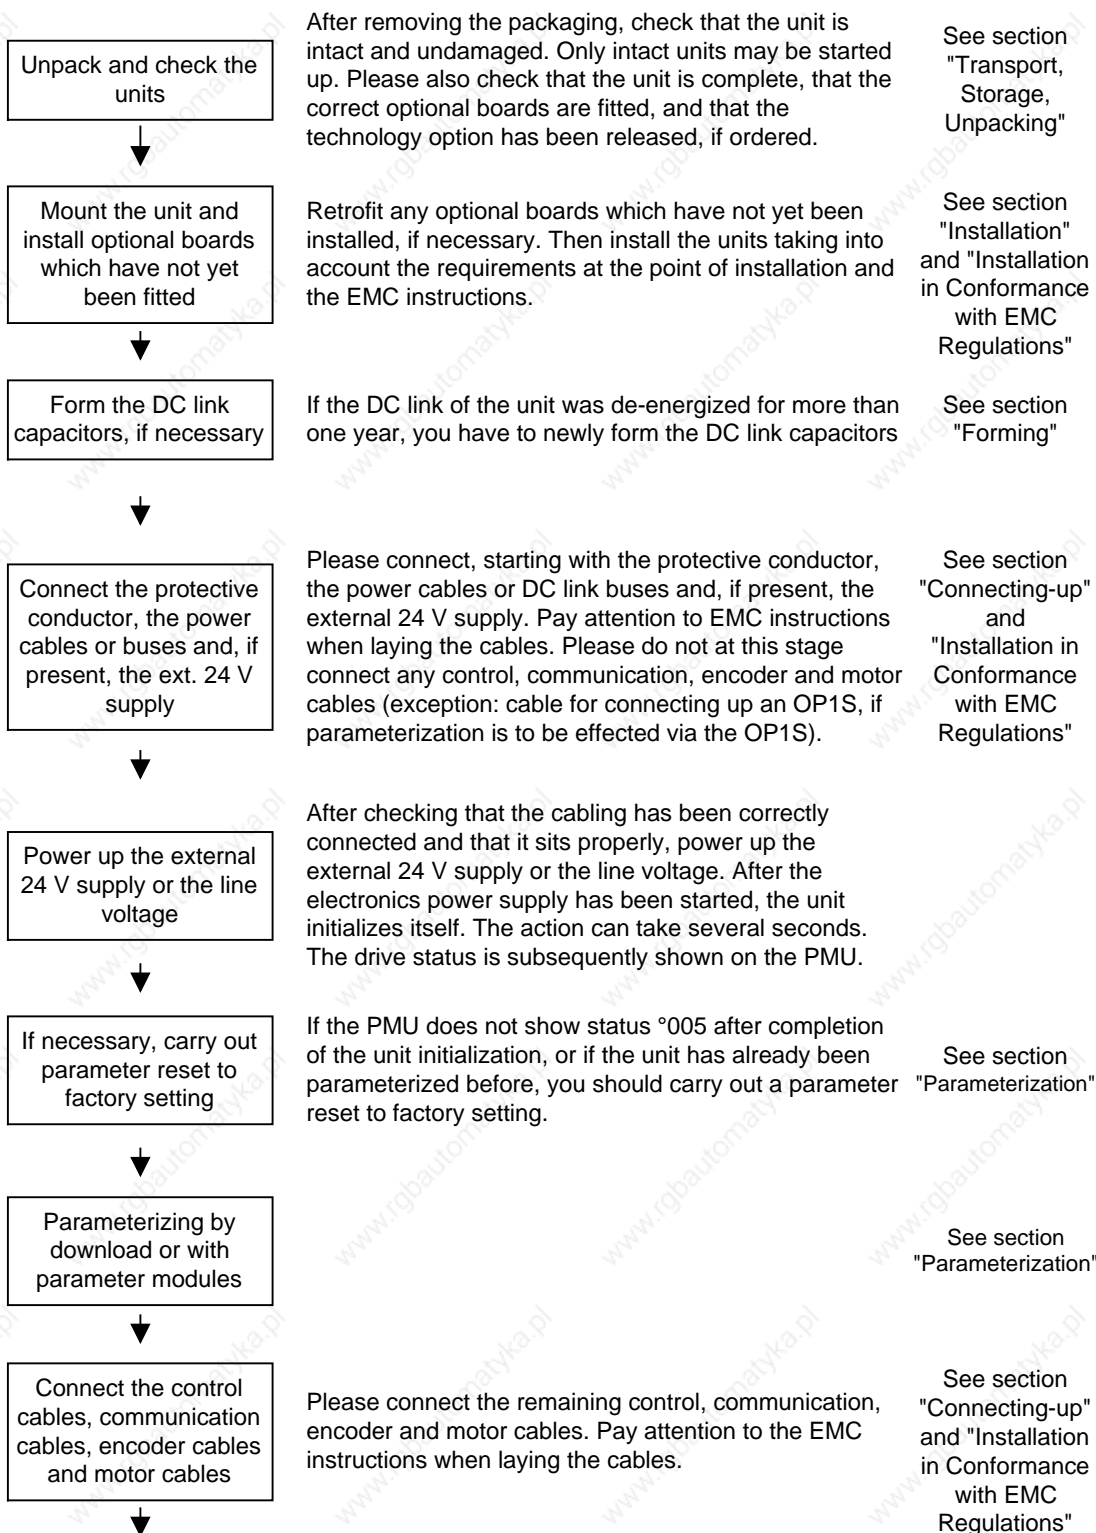 Unpack and check the
units
After removing the packaging, check that the unit is
intact and undamaged. Only intact units may be started
up. Please also check that the unit is complete, that the
correct optional boards are fitted, and that the
technology option has been released, if ordered.
See section
"Transport,
Storage,
Unpacking"
Mount the unit and
install optional boards
which have not yet
been fitted
Retrofit any optional boards which have not yet been
installed, if necessary. Then install the units taking into
account the requirements at the point of installation and
the EMC instructions.
See section
"Installation"
and "Installation
in Conformance
with EMC
Regulations"
Form the DC link
capacitors, if necessary
If the DC link of the unit was de-energized for more than
one year, you have to newly form the DC link capacitors
See section
"Forming"
Connect the protective
conductor, the power
cables or buses and, if
present, the ext. 24 V
supply
Please connect, starting with the protective conductor,
the power cables or DC link buses and, if present, the
external 24 V supply. Pay attention to EMC instructions
when laying the cables. Please do not at this stage
connect any control, communication, encoder and motor
cables (exception: cable for connecting up an OP1S, if
parameterization is to be effected via the OP1S).
See section
"Connecting-up"
and
"Installation in
Conformance
with EMC
Regulations"
Power up the external
24 V supply or the line
voltage
After checking that the cabling has been correctly
connected and that it sits properly, power up the
external 24 V supply or the line voltage. After the
electronics power supply has been started, the unit
initializes itself. The action can take several seconds.
The drive status is subsequently shown on the PMU.
If necessary, carry out
parameter reset to
factory setting
If the PMU does not show status °005 after completion
of the unit initialization, or if the unit has already been
parameterized before, you should carry out a parameter
reset to factory setting.
See section
"Parameterization"
Parameterizing by
download or with
parameter modules
See section
"Parameterization"
Connect the control
cables, communication
cables, encoder cables
and motor cables
Please connect the remaining control, communication,
encoder and motor cables. Pay attention to the EMC
instructions when laying the cables.
See section
"Connecting-up"
and "Installation
in Conformance
with EMC
Regulations"
www.rgbautomatyka.pl